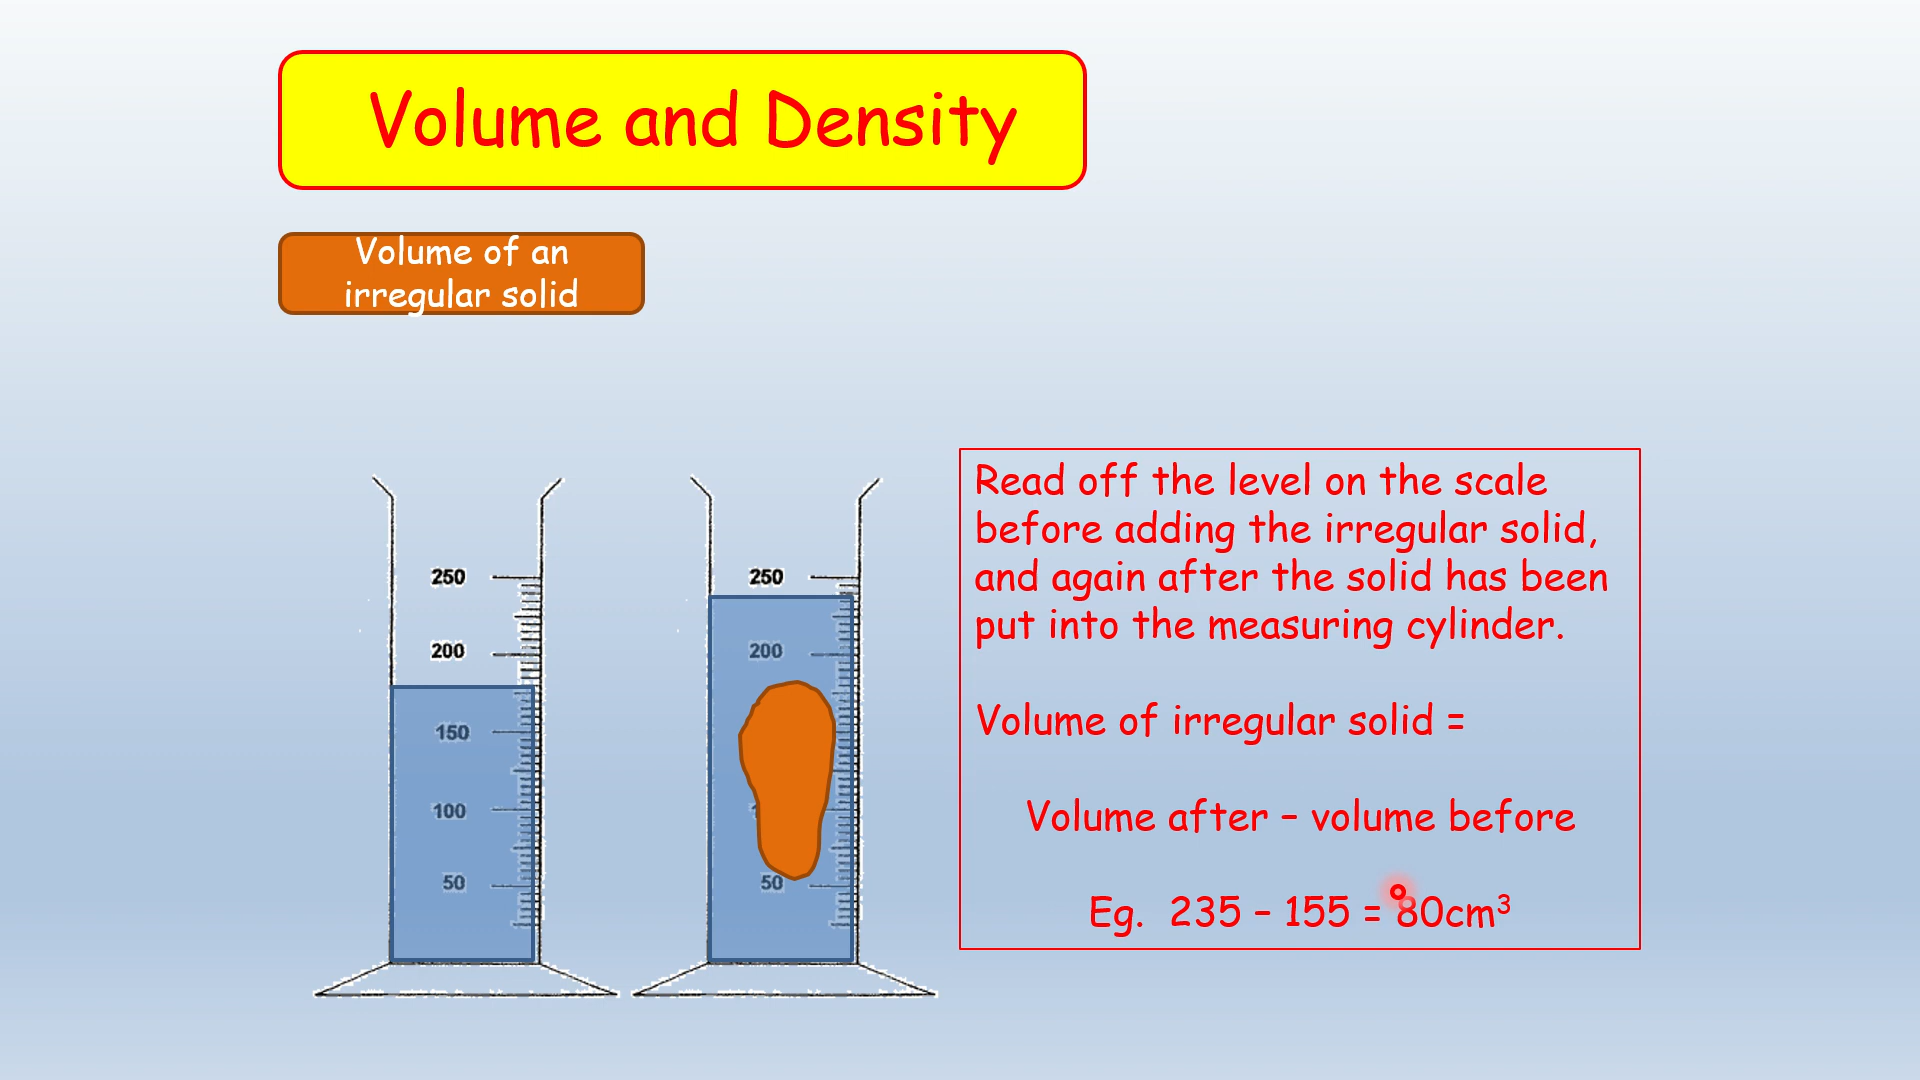 Volume and Density
Volume of an
irregular solid
250
200
150
100
50
250
200
50
Read off the level on the scale
before adding the irregular solid,
and again after the solid has been
put into the measuring cylinder.
Volume of irregular solid =
Volume after – volume before
Eg. 235 – 155 = 80cm³